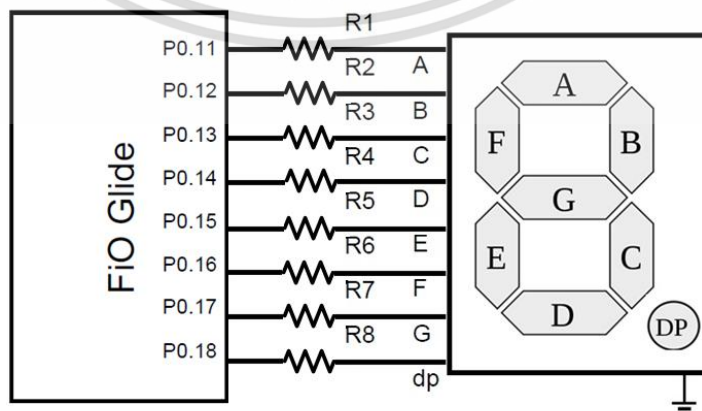 FiO Glide
P0.11
P0.12
P0.13
P0.14
P0.15
P0.16
P0.17
P0.18
R1
R2 A
R3 B
R4 C
R5 D
R6 E
R7 F
R8 G
dp
A
F B
G
E C
D
DP